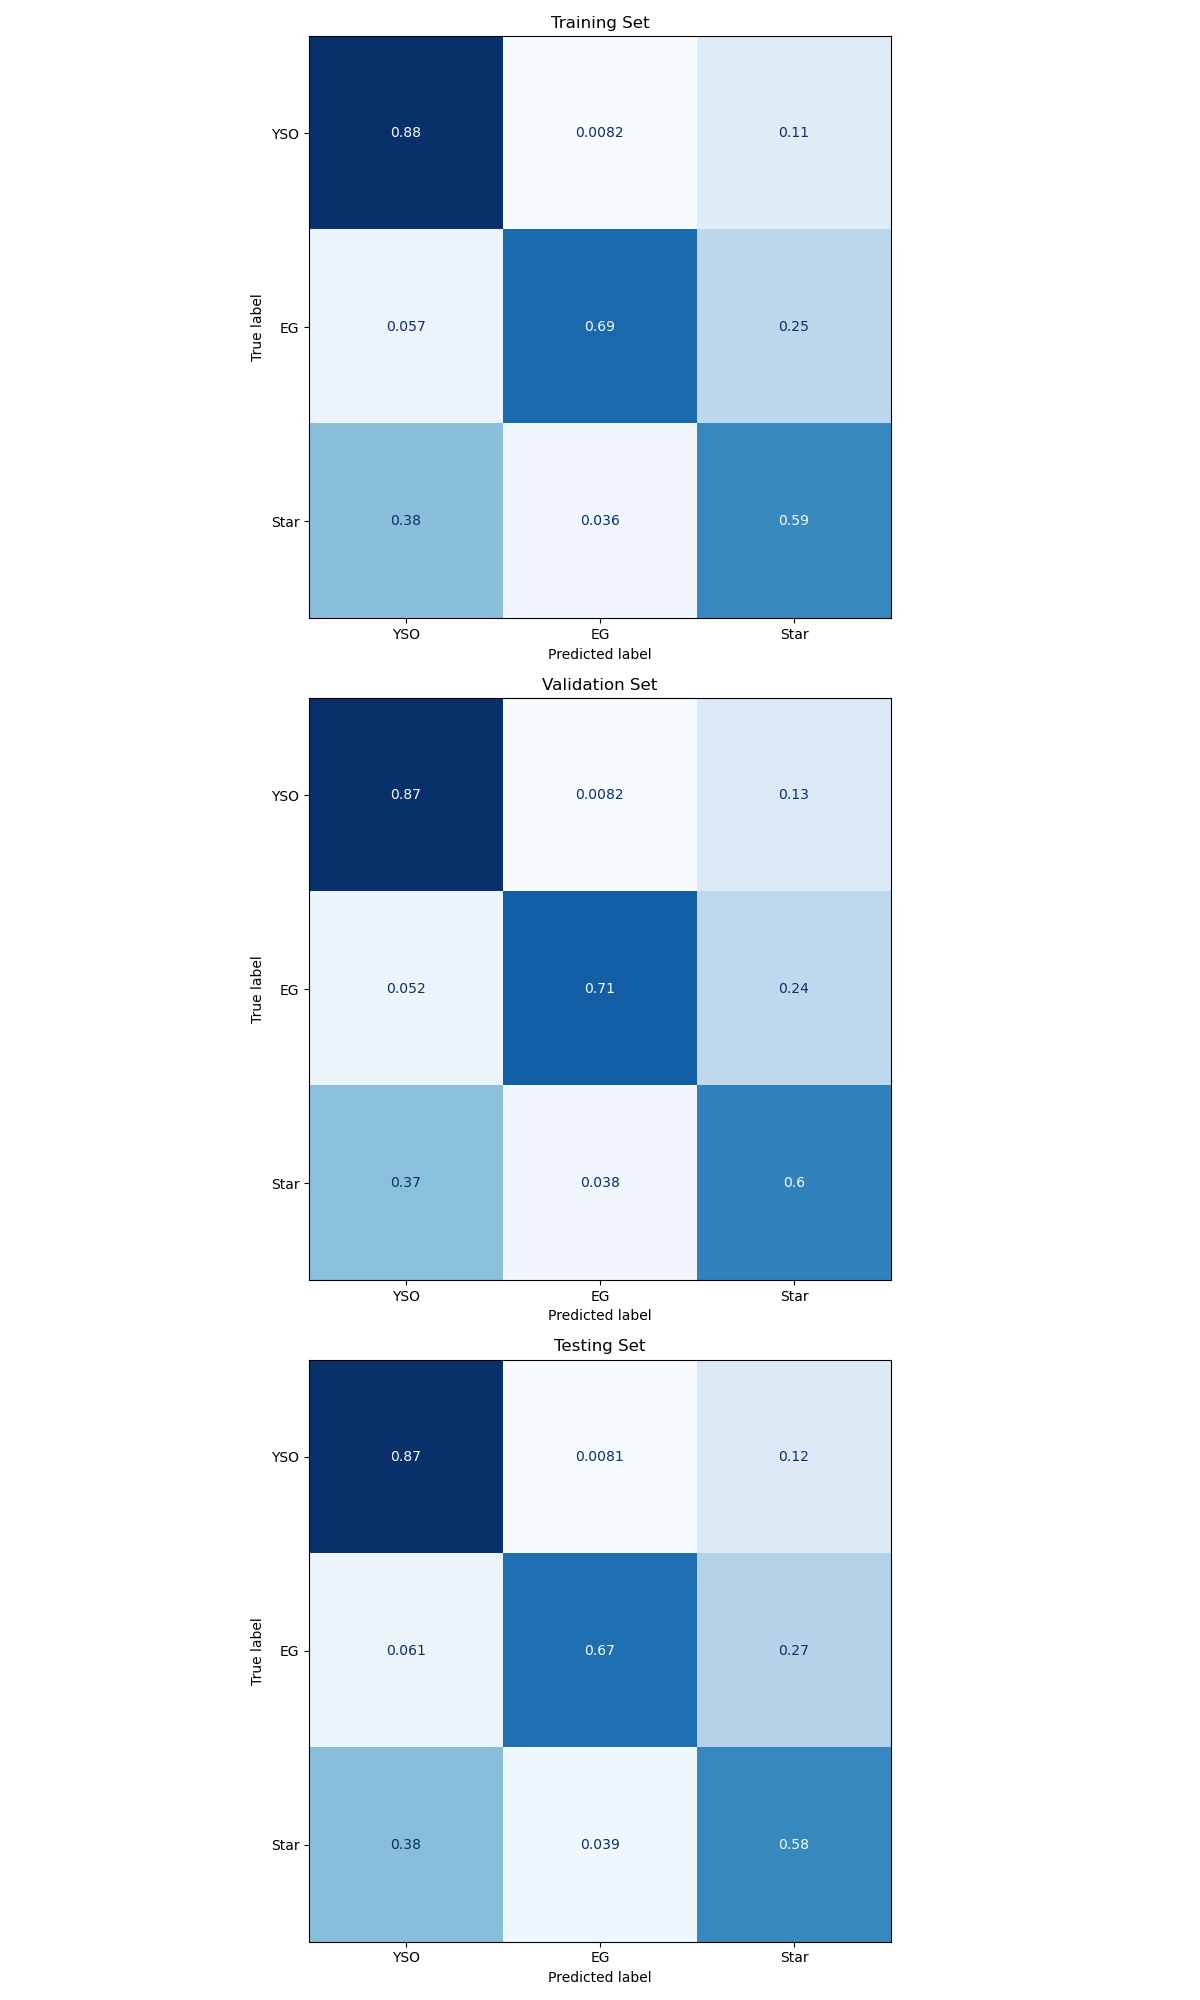 Training Set
YSO 0.88 0.0082 0.11
True label
EG 0.057 0.69 0.25
Star 0.38 0.036 0.59
YSO EG Star
Predicted label
Validation Set
YSO 0.87 0.0082 0.13
True label
EG 0.052 0.71 0.24
Star 0.37 0.038 0.6
YSO EG Star
Predicted label
Testing Set
YSO 0.87 0.0081 0.12
True label
EG 0.061 0.67 0.27
Star 0.38 0.039 0.58
YSO EG Star
Predicted label